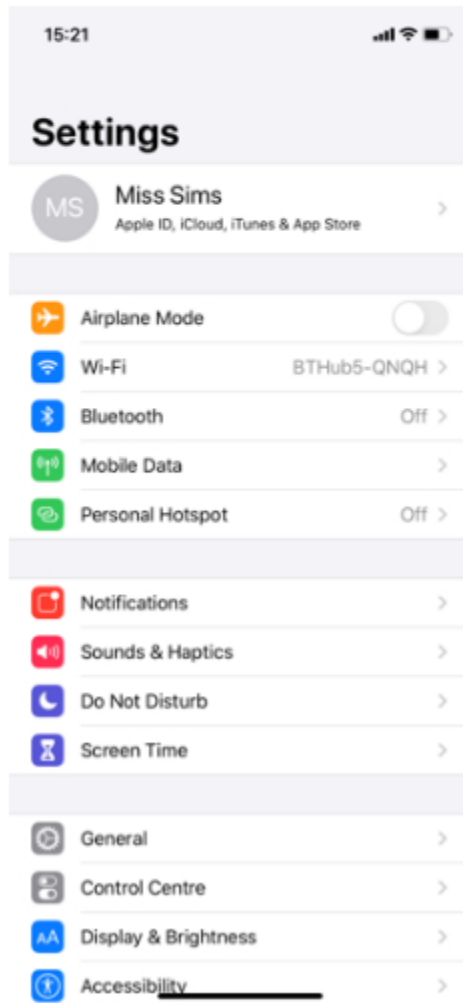 15:21
Settings
MS
Miss Sims
Apple ID, iCloud, iTunes & App Store
Airplane Mode
Wi-Fi BTHub5-QNQH
Bluetooth Off
Mobile Data
Personal Hotspot Off
Notifications
Sounds & Haptics
Do Not Disturb
Screen Time
General
Control Centre
AA Display & Brightness
Accessibility